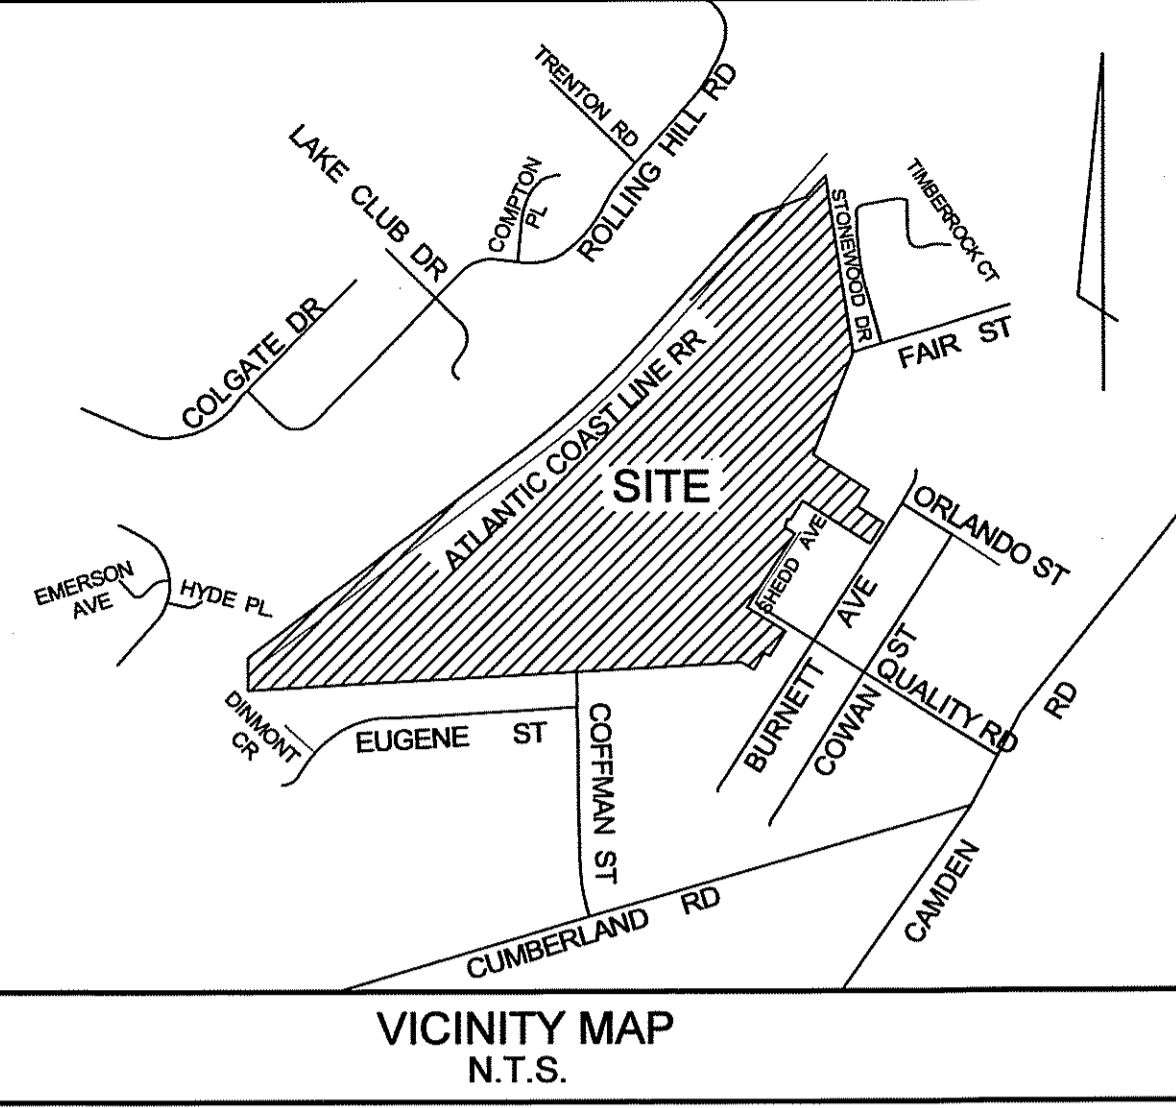 TRENTON RD
ROLLING HILL RD
LAKE CLUB DR
COMPTON
PL
TIMBERROCK CT
STONEWOOD DR
FAIR ST
COLGATE DR
ATLANTIC COAST LINE RR
SITE
ORLANDO ST
SHEDD AVE
EMERSON
AVE
HYDE PL.
BURNETT AVE
COWAN ST
QUALITY RD
DINMONT
CR
EUGENE ST
COFFMAN ST
CAMDEN RD
CUMBERLAND RD
VICINITY MAP
N.T.S.